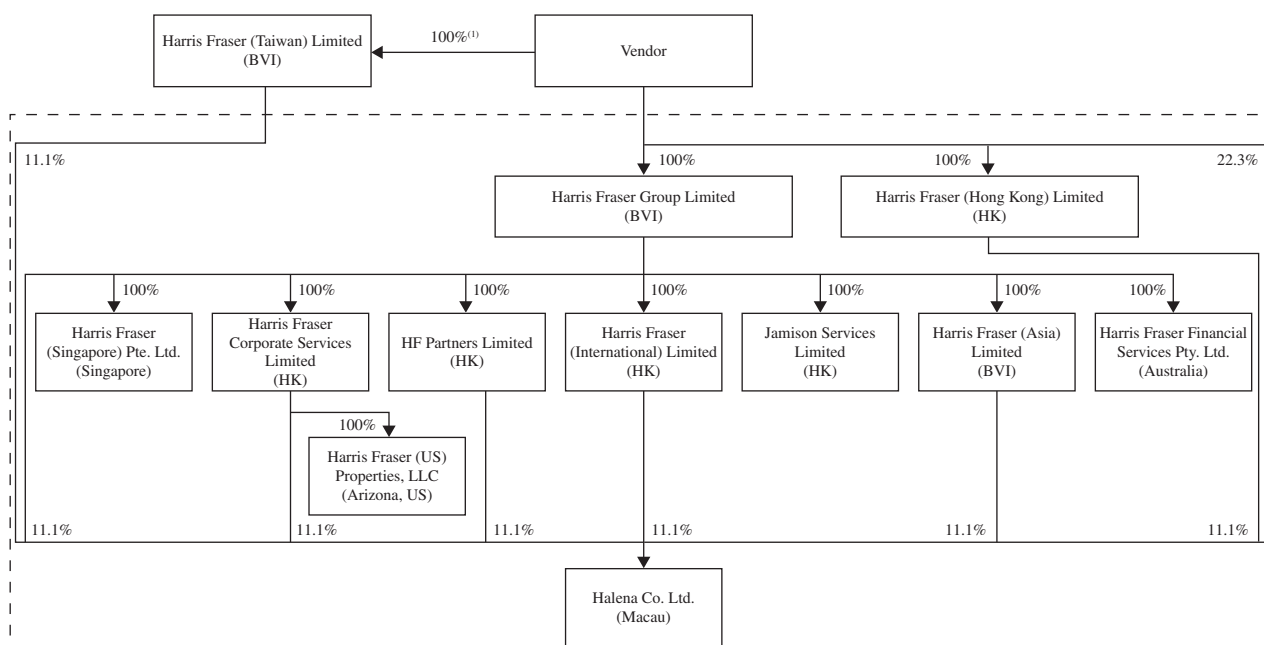 Harris Fraser (Taiwan) Limited
(BVI)
100%(1)
Vendor
11.1%
100%
100%
22.3%
Harris Fraser Group Limited
(BVI)
Harris Fraser (Hong Kong) Limited
(HK)
100%
100%
100%
100%
100%
100%
100%
Harris Fraser
(Singapore) Pte. Ltd.
(Singapore)
Harris Fraser
Corporate Services
Limited
(HK)
HF Partners Limited
(HK)
Harris Fraser
(International) Limited
(HK)
Jamison Services
Limited
(HK)
Harris Fraser (Asia)
Limited
(BVI)
Harris Fraser Financial
Services Pty. Ltd.
(Australia)
100%
Harris Fraser (US)
Properties, LLC
(Arizona, US)
11.1%
11.1%
11.1%
11.1%
11.1%
11.1%
Halena Co. Ltd.
(Macau)